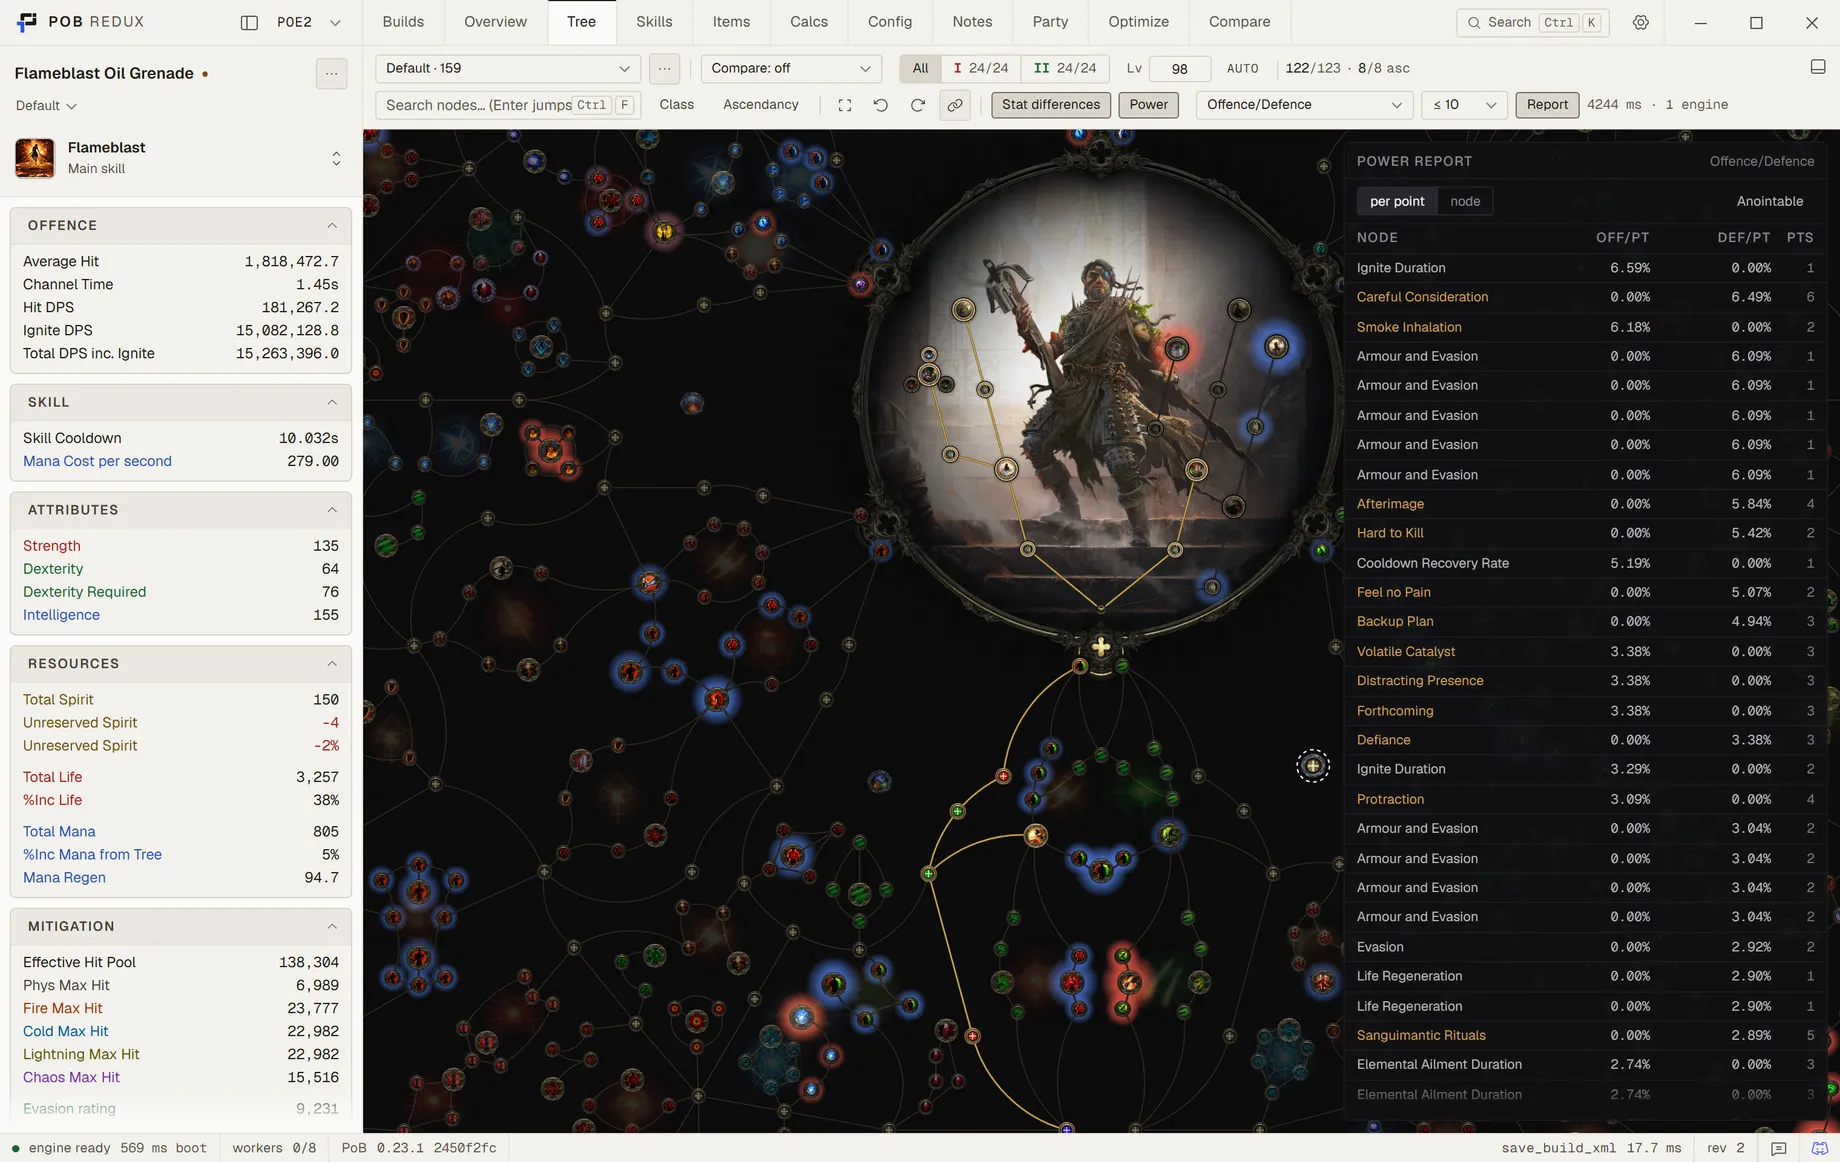 POB REDUX
POE2
Builds
Overview
Tree
Skills
Items
Calcs
Config
Notes
Party
Optimize
Compare
Search Ctrl K
Flameblast Oil Grenade
...
Default
Default · 159
...
Compare: off
All
I 24/24
II 24/24
Lv 98 AUTO
122/123 · 8/8 asc
Search nodes... (Enter jumps Ctrl F
Class
Ascendancy
Stat differences
Power
Offence/Defence
≤ 10
Report
4244 ms · 1 engine
Flameblast
Main skill
OFFENCE
Average Hit 1,818,472.7
Channel Time 1.45s
Hit DPS 181,267.2
Ignite DPS 15,082,128.8
Total DPS inc. Ignite 15,263,396.0
SKILL
Skill Cooldown 10.032s
Mana Cost per second 279.00
ATTRIBUTES
Strength 135
Dexterity 64
Dexterity Required 76
Intelligence 155
RESOURCES
Total Spirit 150
Unreserved Spirit -4
Unreserved Spirit -2%
Total Life 3,257
%Inc Life 38%
Total Mana 805
%Inc Mana from Tree 5%
Mana Regen 94.7
MITIGATION
Effective Hit Pool 138,304
Phys Max Hit 6,989
Fire Max Hit 23,777
Cold Max Hit 22,982
Lightning Max Hit 22,982
Chaos Max Hit 15,516
Evasion rating 9,231
POWER REPORT Offence/Defence
per point node Anointable
NODE OFF/PT DEF/PT PTS
Ignite Duration 6.59% 0.00% 1
Careful Consideration 0.00% 6.49% 6
Smoke Inhalation 6.18% 0.00% 2
Armour and Evasion 0.00% 6.09% 1
Armour and Evasion 0.00% 6.09% 1
Armour and Evasion 0.00% 6.09% 1
Armour and Evasion 0.00% 6.09% 1
Armour and Evasion 0.00% 6.09% 1
Afterimage 0.00% 5.84% 4
Hard to Kill 0.00% 5.42% 2
Cooldown Recovery Rate 5.19% 0.00% 1
Feel no Pain 0.00% 5.07% 2
Backup Plan 0.00% 4.94% 3
Volatile Catalyst 3.38% 0.00% 3
Distracting Presence 3.38% 0.00% 3
Forthcoming 3.38% 0.00% 3
Defiance 0.00% 3.38% 3
Ignite Duration 3.29% 0.00% 2
Protraction 3.09% 0.00% 4
Armour and Evasion 0.00% 3.04% 2
Armour and Evasion 0.00% 3.04% 2
Armour and Evasion 0.00% 3.04% 2
Armour and Evasion 0.00% 3.04% 2
Evasion 0.00% 2.92% 2
Life Regeneration 0.00% 2.90% 1
Life Regeneration 0.00% 2.90% 1
Sanguimantic Rituals 0.00% 2.89% 5
Elemental Ailment Duration 2.74% 0.00% 3
Elemental Ailment Duration 2.74% 0.00% 3
engine ready 569 ms boot
workers 0/8
PoB 0.23.1 2450f2fc
save_build_xml 17.7 ms
rev 2